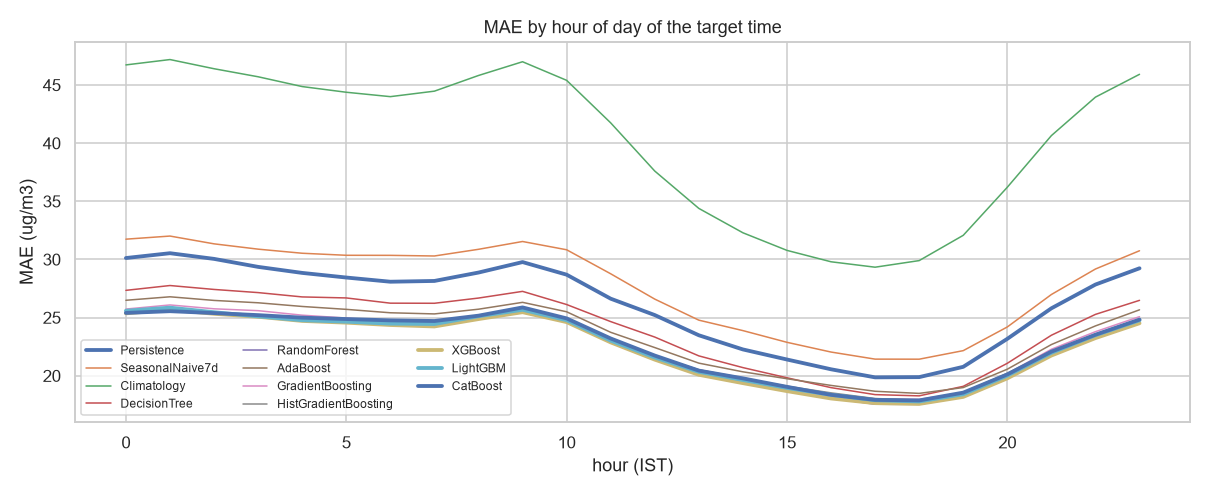 MAE by hour of day of the target time
MAE (ug/m3)
45
40
35
30
25
20
Persistence
SeasonalNaive7d
Climatology
DecisionTree
RandomForest
AdaBoost
GradientBoosting
HistGradientBoosting
XGBoost
LightGBM
CatBoost
0 5 10 15 20
hour (IST)